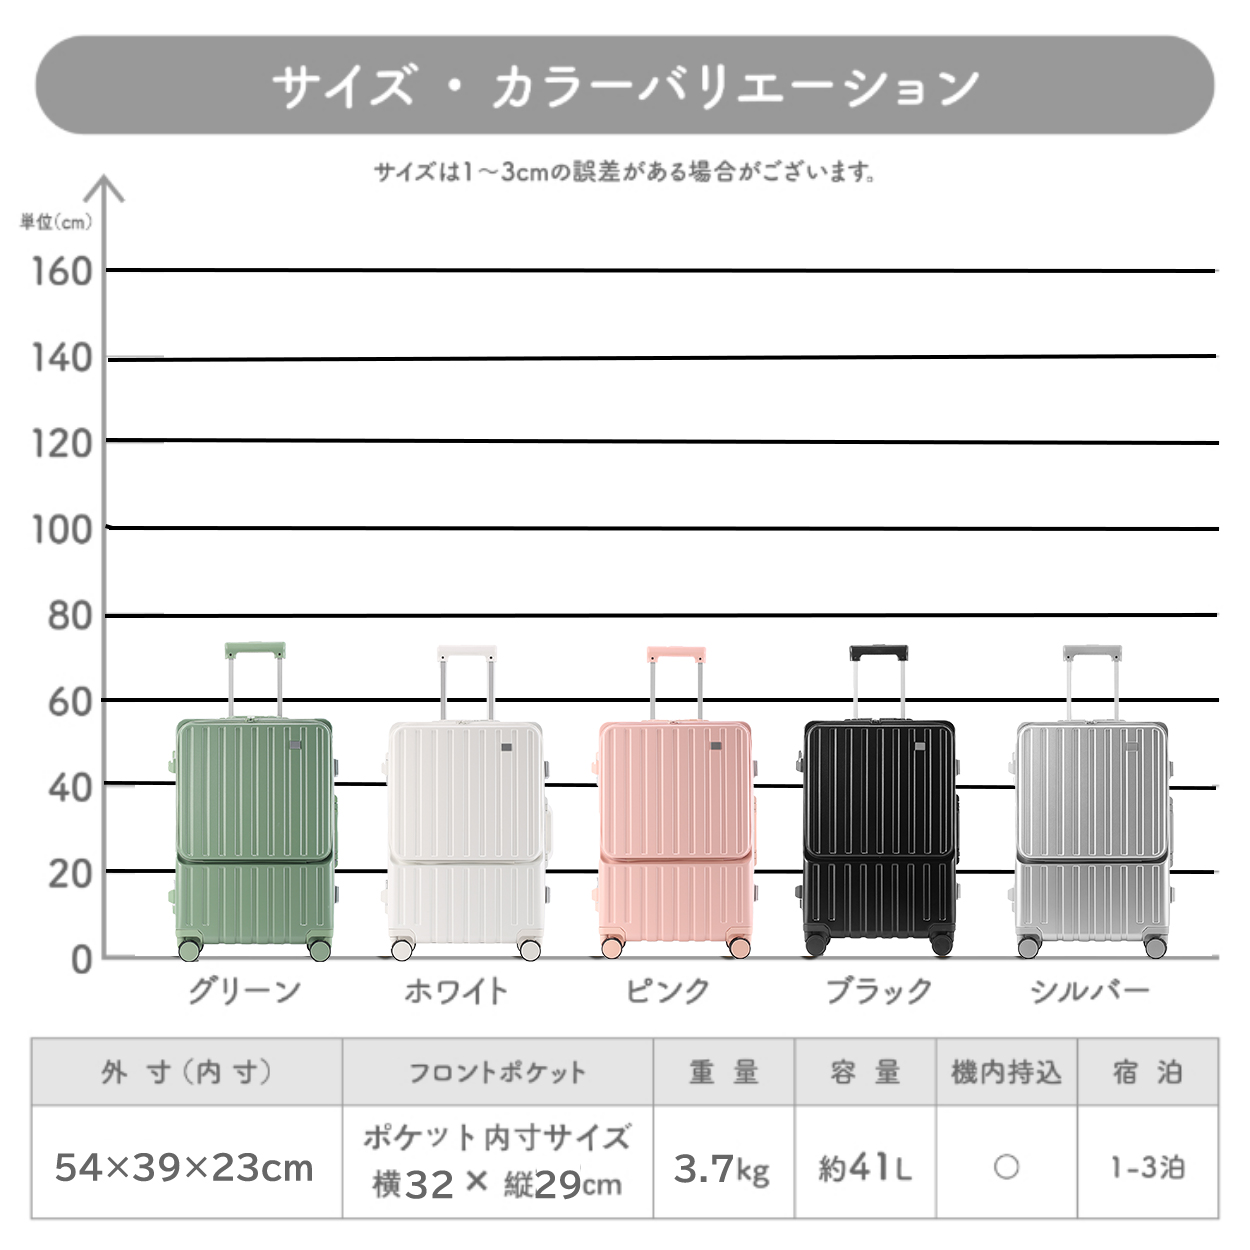 サイズ・カラーバリエーション
サイズは1～3cmの誤差がある場合がございます。
単位(cm)
160
140
120
100
80
60
40
20
0
グリーン ホワイト ピンク ブラック シルバー
外 寸(内 寸) フロントポケット 重 量 容 量 機内持込 宿 泊
ポケット内寸サイズ
54×39×23cm 横32 × 縦29cm 3.7kg 約41L ○ 1-3泊